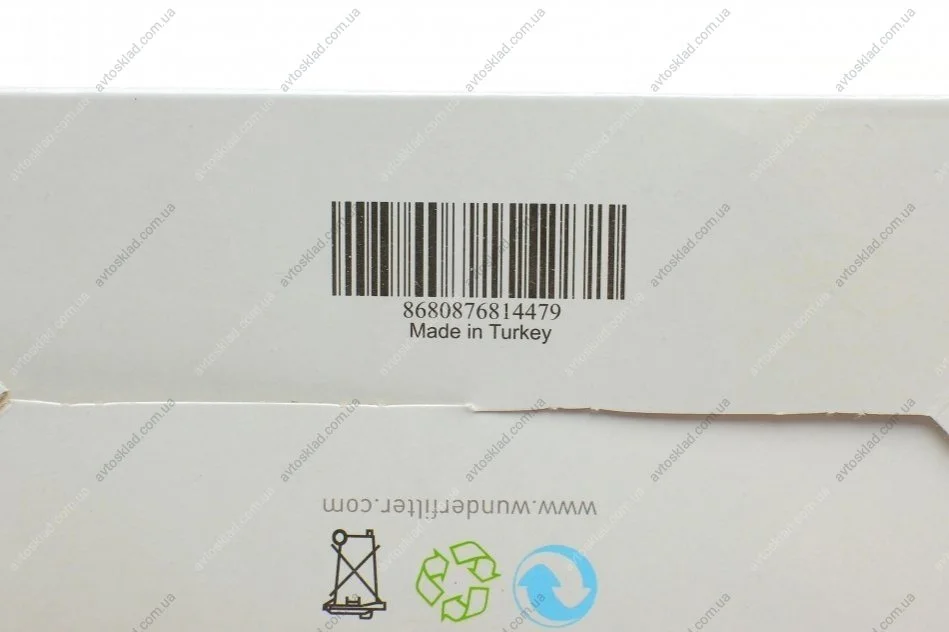 8680876814479
Made in Turkey
www.wunderfilter.com
avtosklad.com.ua